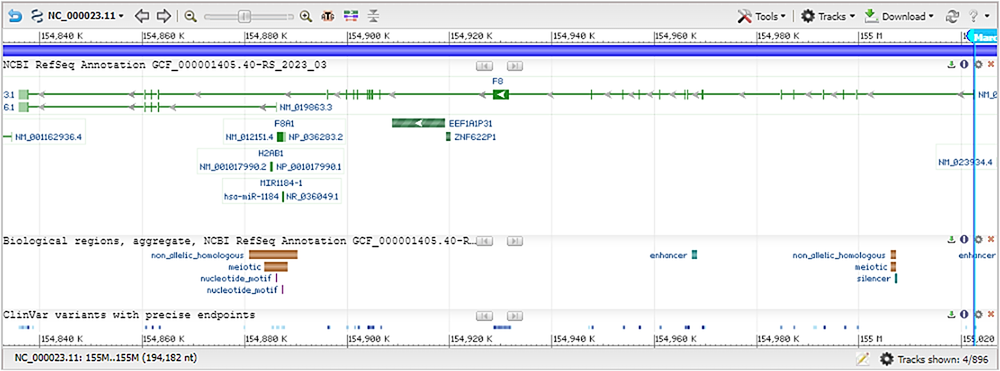 NC_000023.11 Tools Tracks Download ?
154,840 K 154,860 K 154,880 K 154,900 K 154,920 K 154,940 K 154,960 K 154,980 K 155 M
NCBI RefSeq Annotation GCF_000001405.40-RS_2023_03
F8
3.1 NM_0
6.1 NM_019863.3
F8A1 EEF1A1P31
NM_001162936.4 NM_012151.4 NP_036283.2 ZNF622P1
H2AB1
NM_001017990.2 NP_001017990.1 NM_023934.4
MIR1184-1
hsa-miR-1184 NR_036049.1
Biological regions, aggregate, NCBI RefSeq Annotation GCF_000001405.40-R...
non_allelic_homologous enhancer non_allelic_homologous enhancer
meiotic meiotic
nucleotide_motif silencer
nucleotide_motif
ClinVar variants with precise endpoints
154,840 K 154,860 K 154,880 K 154,900 K 154,920 K 154,940 K 154,960 K 154,980 K 155 M 155,020
NC_000023.11: 155M..155M (194,182 nt) Tracks shown: 4/896